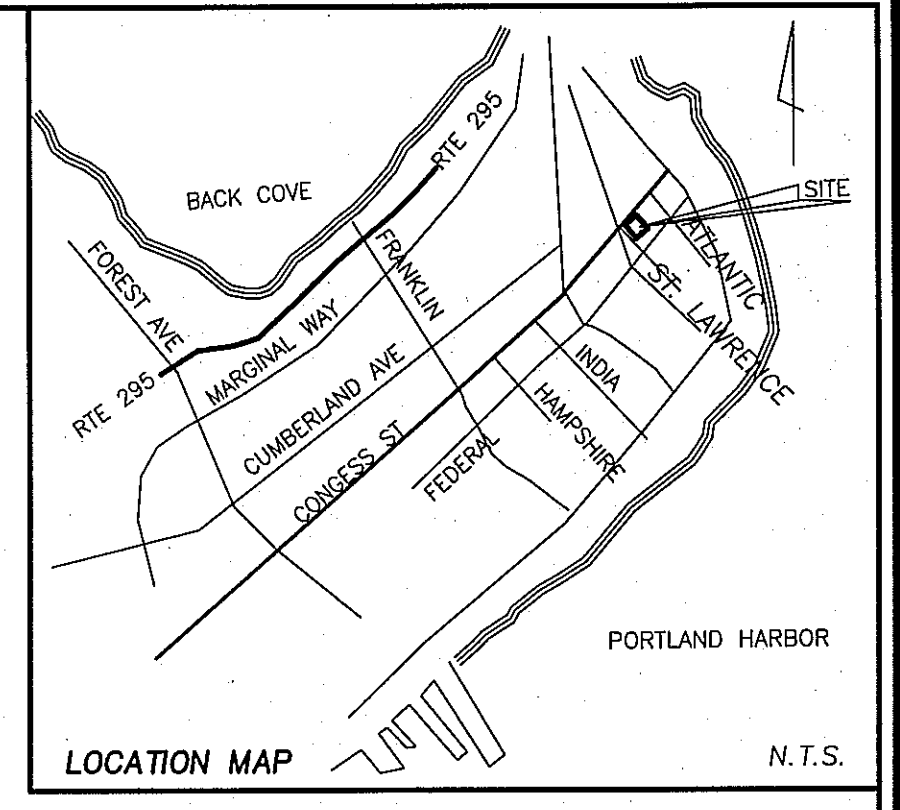 RTE 295
BACK COVE
SITE
FOREST AVE
FRANKLIN
ATLANTIC
ST. LAWRENCE
MARGINAL WAY
RTE 295
CUMBERLAND AVE
INDIA
HAMPSHIRE
CONGESS ST
FEDERAL
PORTLAND HARBOR
LOCATION MAP
N.T.S.